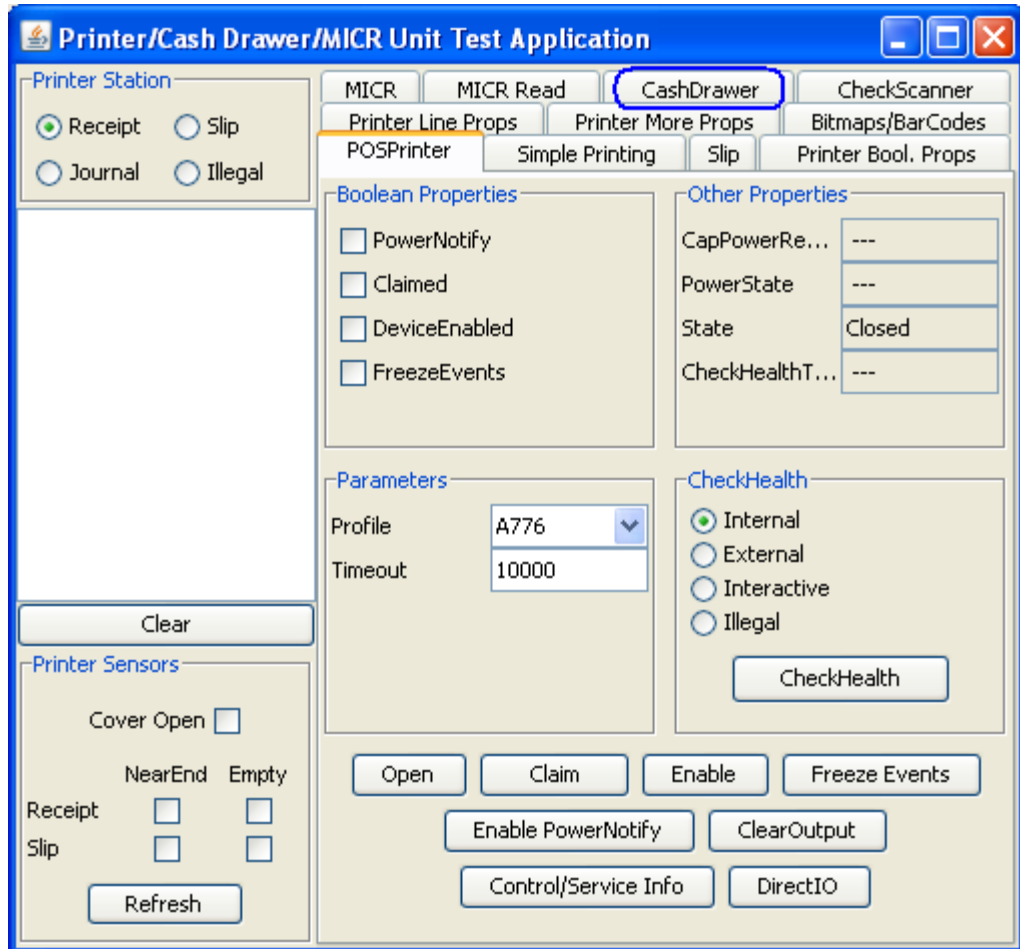 Printer/Cash Drawer/MICR Unit Test Application
Printer Station
Receipt
Slip
Journal
Illegal
MICR
MICR Read
CashDrawer
CheckScanner
Printer Line Props
Printer More Props
Bitmaps/BarCodes
POSPrinter
Simple Printing
Slip
Printer Bool. Props
Boolean Properties
PowerNotify
Claimed
DeviceEnabled
FreezeEvents
Other Properties
CapPowerRe... ---
PowerState ---
State Closed
CheckHealthT... ---
Parameters
Profile A776
Timeout 10000
CheckHealth
Internal
External
Interactive
Illegal
CheckHealth
Clear
Printer Sensors
Cover Open
NearEnd Empty
Receipt
Slip
Refresh
Open
Claim
Enable
Freeze Events
Enable PowerNotify
ClearOutput
Control/Service Info
DirectIO